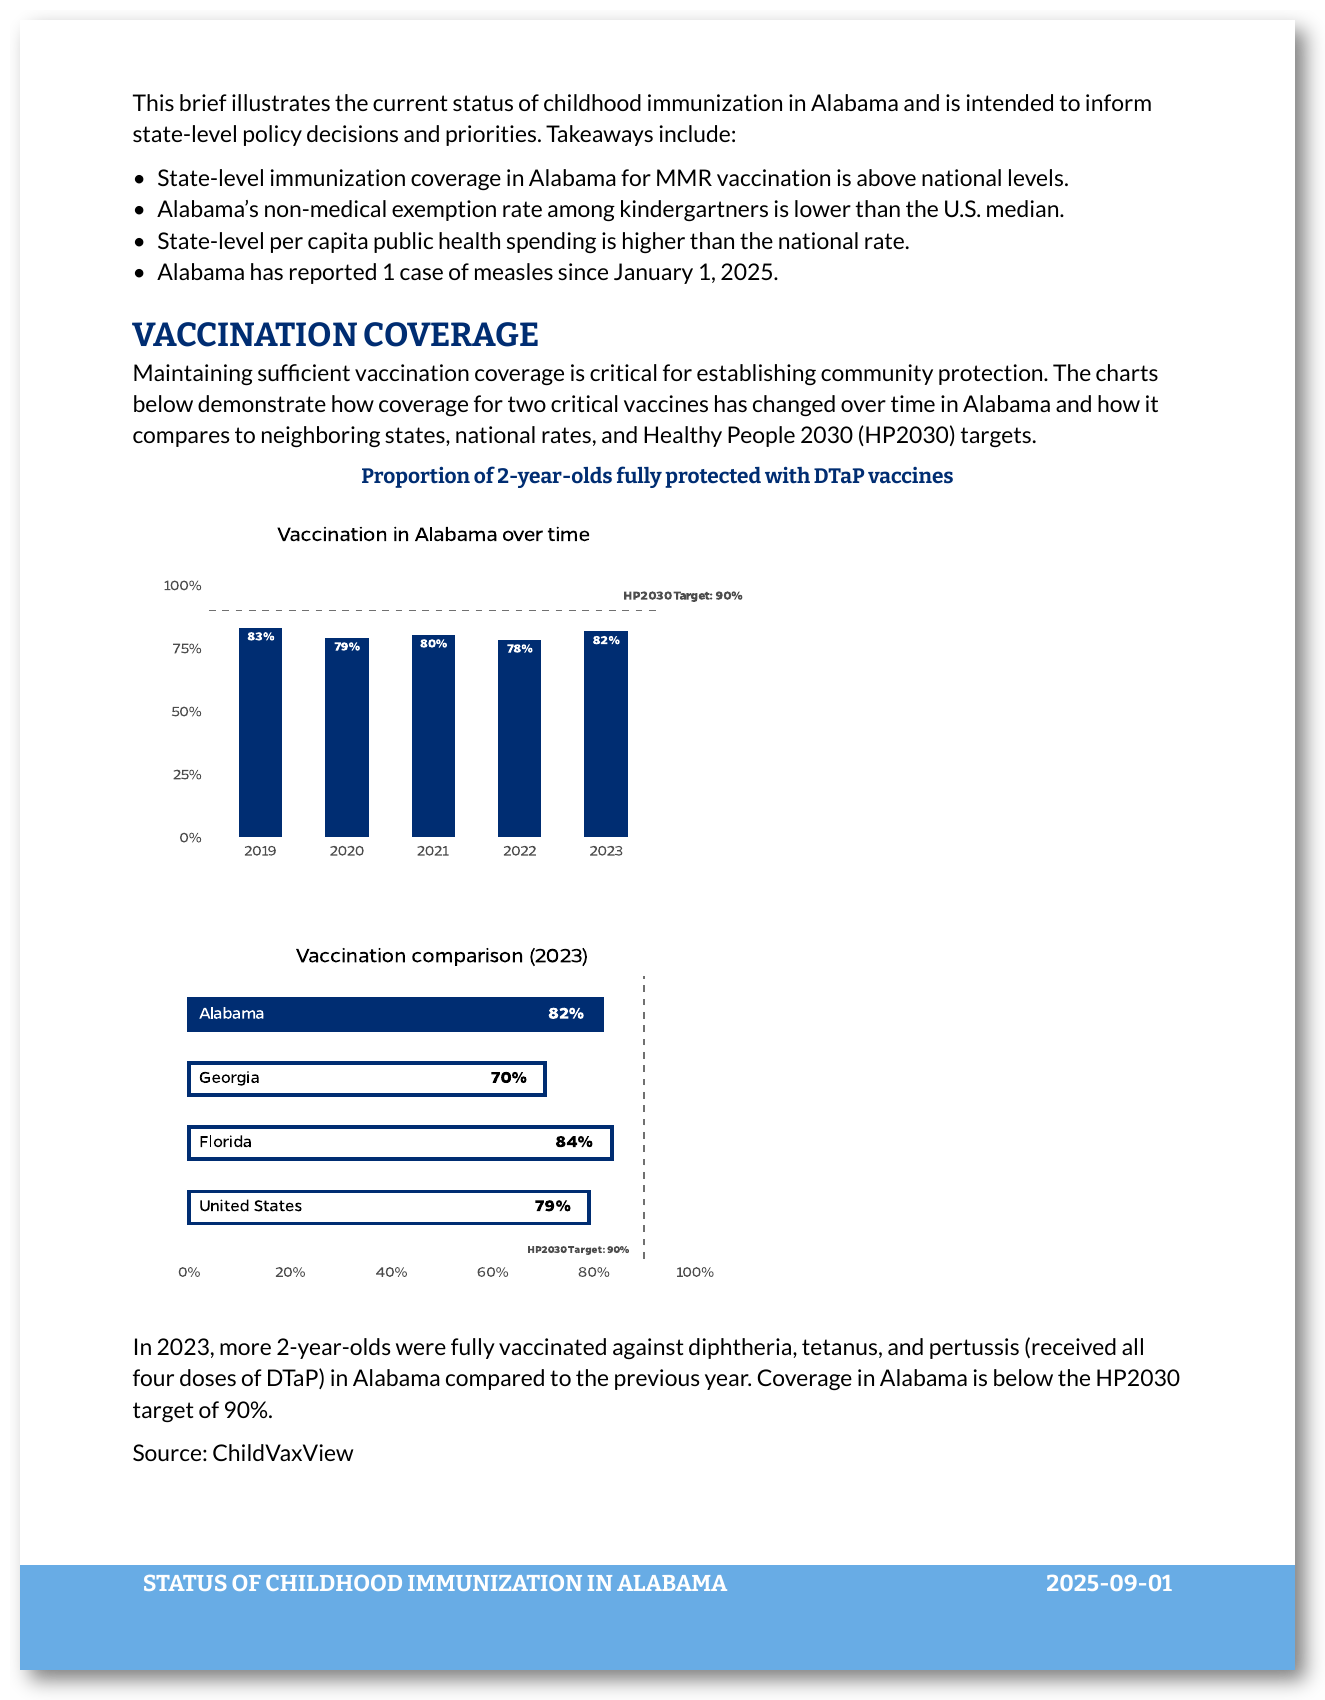 This brief illustrates the current status of childhood immunization in Alabama and is intended to inform
state-level policy decisions and priorities. Takeaways include:
• State-level immunization coverage in Alabama for MMR vaccination is above national levels.
• Alabama’s non-medical exemption rate among kindergartners is lower than the U.S. median.
• State-level per capita public health spending is higher than the national rate.
• Alabama has reported 1 case of measles since January 1, 2025.
VACCINATION COVERAGE
Maintaining sufficient vaccination coverage is critical for establishing community protection. The charts
below demonstrate how coverage for two critical vaccines has changed over time in Alabama and how it
compares to neighboring states, national rates, and Healthy People 2030 (HP2030) targets.
Proportion of 2-year-olds fully protected with DTaP vaccines
Vaccination in Alabama over time
100%
HP2030 Target: 90%
83% 79% 80% 78% 82%
75%
50%
25%
0%
2019 2020 2021 2022 2023
Vaccination comparison (2023)
Alabama 82%
Georgia 70%
Florida 84%
United States 79%
HP2030 Target: 90%
0% 20% 40% 60% 80% 100%
In 2023, more 2-year-olds were fully vaccinated against diphtheria, tetanus, and pertussis (received all
four doses of DTaP) in Alabama compared to the previous year. Coverage in Alabama is below the HP2030
target of 90%.
Source: ChildVaxView
STATUS OF CHILDHOOD IMMUNIZATION IN ALABAMA 2025-09-01